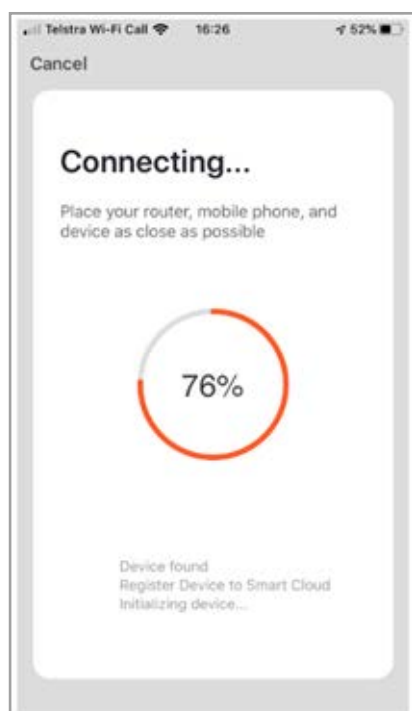 Telstra Wi-Fi Call 16:26 52%
Cancel
Connecting...
Place your router, mobile phone, and
device as close as possible
76%
Device found
Register Device to Smart Cloud
Initializing device...